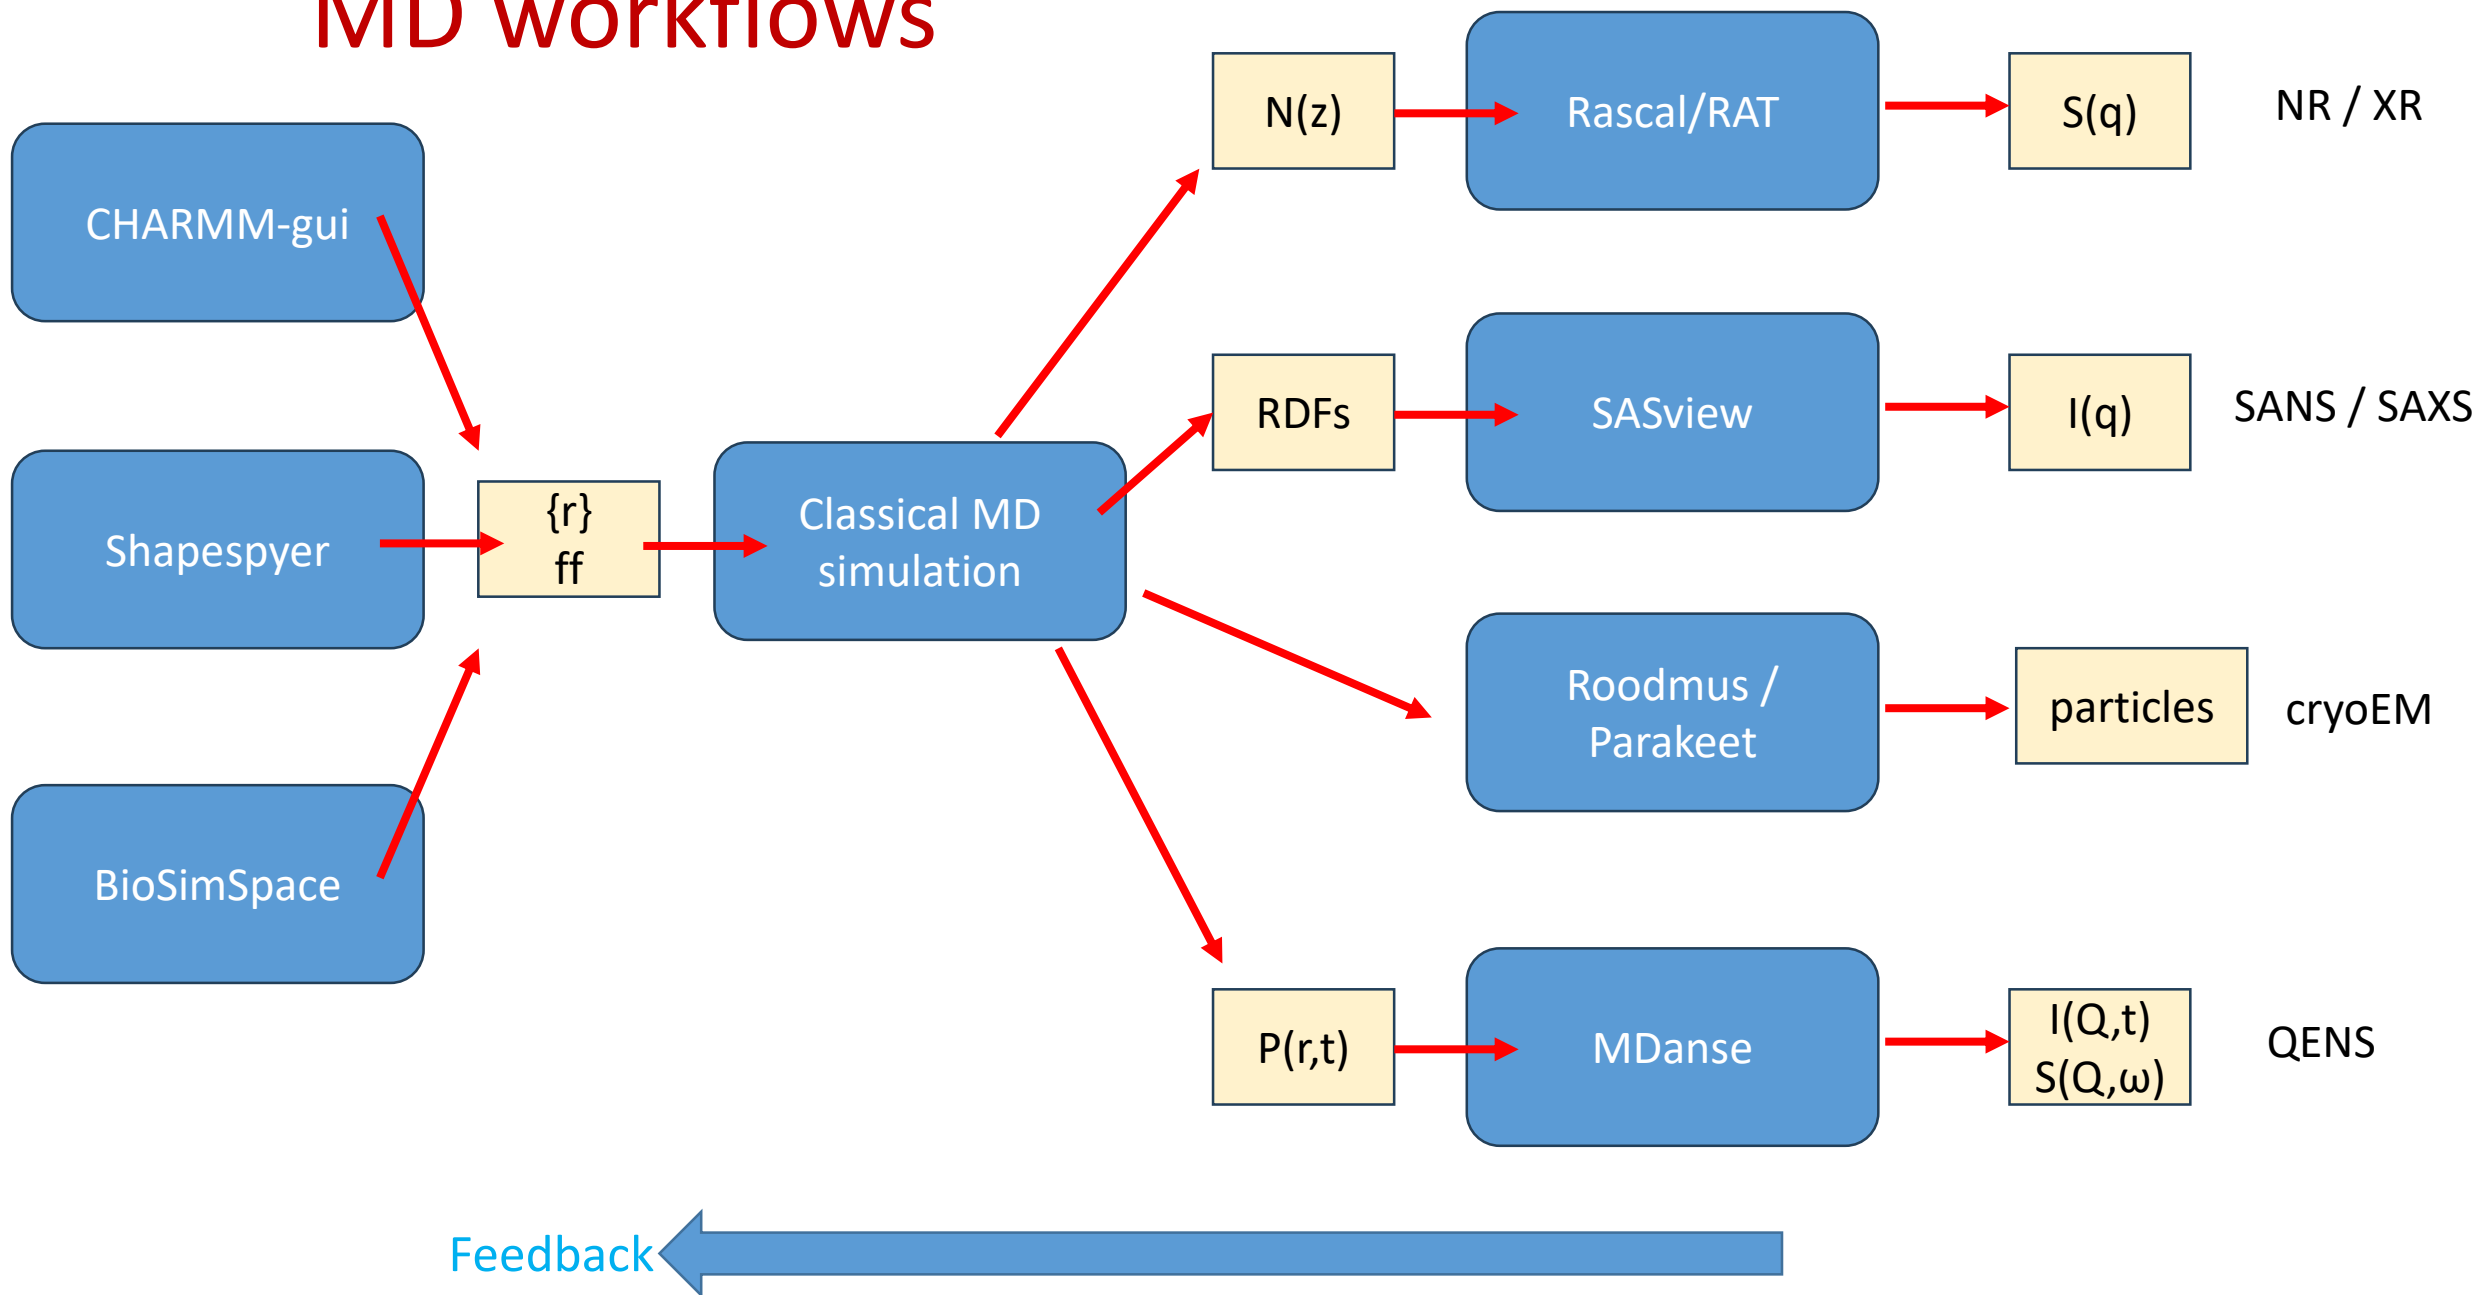 MD workflows
CHARMM-gui
Shapespyer
BioSimSpace
{r}
ff
Classical MD
simulation
N(z)
Rascal/RAT
S(q)
NR / XR
RDFs
SASview
I(q)
SANS / SAXS
Roodmus /
Parakeet
particles
cryoEM
P(r,t)
MDanse
I(Q,t)
S(Q,ω)
QENS
Feedback